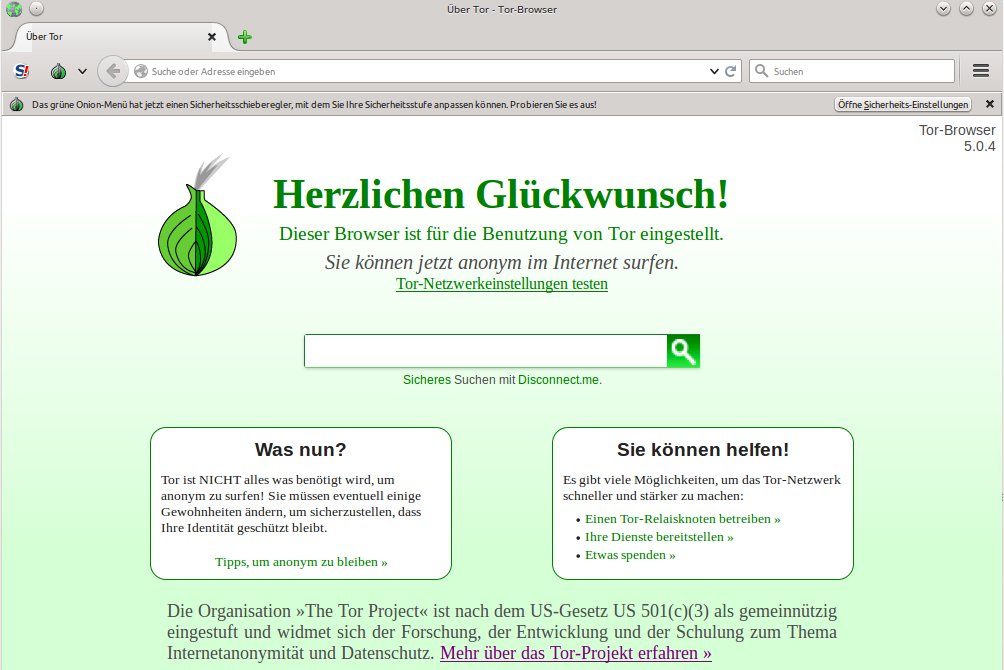 Über Tor - Tor-Browser
Über Tor
S!
Suche oder Adresse eingeben
Suchen
Das grüne Onion-Menü hat jetzt einen Sicherheitsschieberegler, mit dem Sie Ihre Sicherheitsstufe anpassen können. Probieren Sie es aus!
Öffne Sicherheits-Einstellungen
Tor-Browser
5.0.4
Herzlichen Glückwunsch!
Dieser Browser ist für die Benutzung von Tor eingestellt.
Sie können jetzt anonym im Internet surfen.
Tor-Netzwerkeinstellungen testen
Sicheres Suchen mit Disconnect.me.
Was nun?
Tor ist NICHT alles was benötigt wird, um
anonym zu surfen! Sie müssen eventuell einige
Gewohnheiten ändern, um sicherzustellen, dass
Ihre Identität geschützt bleibt.
Tipps, um anonym zu bleiben »
Sie können helfen!
Es gibt viele Möglichkeiten, um das Tor-Netzwerk
schneller und stärker zu machen:
• Einen Tor-Relaisknoten betreiben »
• Ihre Dienste bereitstellen »
• Etwas spenden »
Die Organisation »The Tor Project« ist nach dem US-Gesetz US 501(c)(3) als gemeinnützig
eingestuft und widmet sich der Forschung, der Entwicklung und der Schulung zum Thema
Internetanonymität und Datenschutz. Mehr über das Tor-Projekt erfahren »